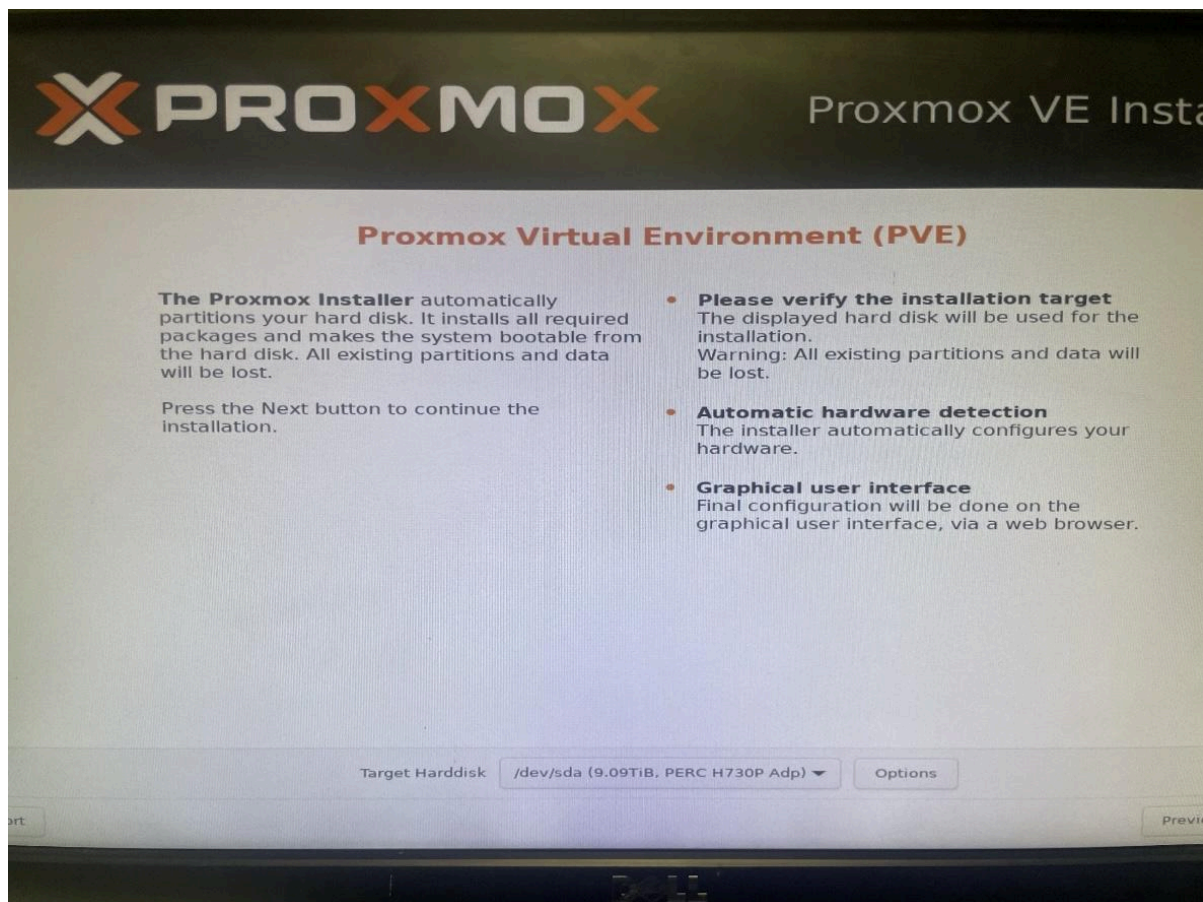 PROXMOX
Proxmox VE Insta
Proxmox Virtual Environment (PVE)
The Proxmox Installer automatically
partitions your hard disk. It installs all required
packages and makes the system bootable from
the hard disk. All existing partitions and data
will be lost.
Press the Next button to continue the
installation.
• Please verify the installation target
The displayed hard disk will be used for the
installation.
Warning: All existing partitions and data will
be lost.
• Automatic hardware detection
The installer automatically configures your
hardware.
• Graphical user interface
Final configuration will be done on the
graphical user interface, via a web browser.
Target Harddisk /dev/sda (9.09TiB, PERC H730P Adp) Options
ort
Previ
DELL